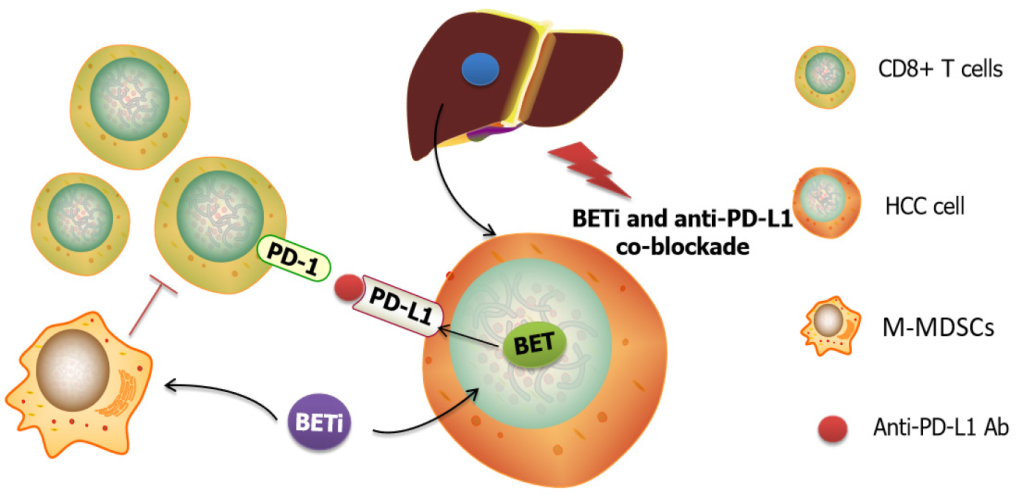 CD8+ T cells
BETi and anti-PD-L1
co-blockade
HCC cell
PD-1
PD-L1
BET
M-MDSCs
BETi
Anti-PD-L1 Ab